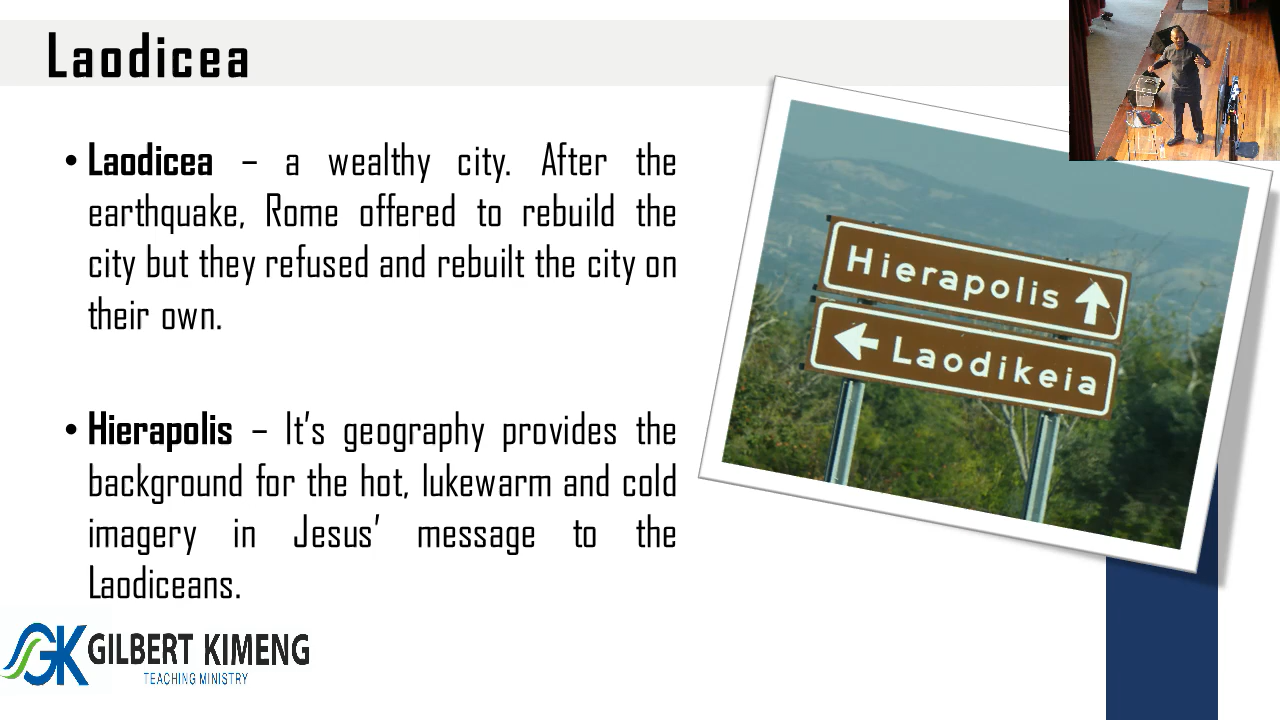 Laodicea
• Laodicea – a wealthy city. After the
earthquake, Rome offered to rebuild the
city but they refused and rebuilt the city on
their own.
• Hierapolis – It’s geography provides the
background for the hot, lukewarm and cold
imagery in Jesus’ message to the
Laodiceans.
Hierapolis
Laodikeia
GK GILBERT KIMENG
TEACHING MINISTRY